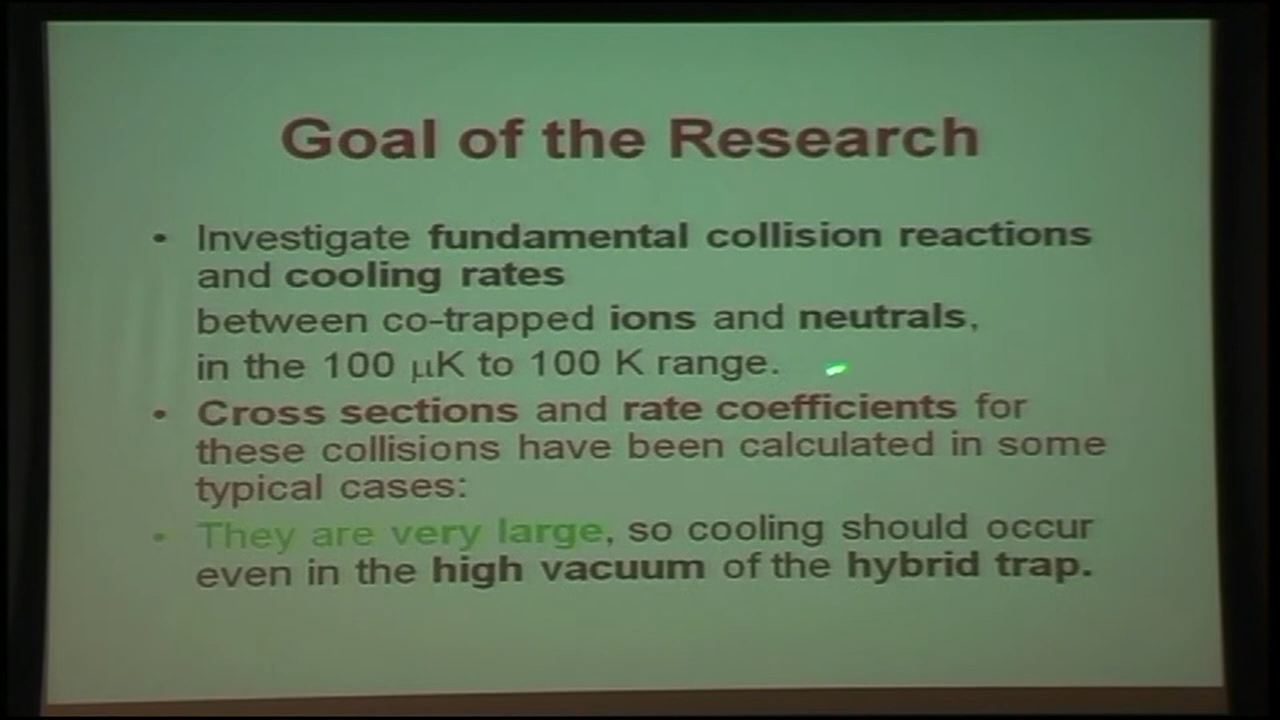 Goal of the Research
• Investigate fundamental collision reactions
and cooling rates
between co-trapped ions and neutrals,
in the 100 μK to 100 K range.
• Cross sections and rate coefficients for
these collisions have been calculated in some
typical cases:
• They are very large, so cooling should occur
even in the high vacuum of the hybrid trap.